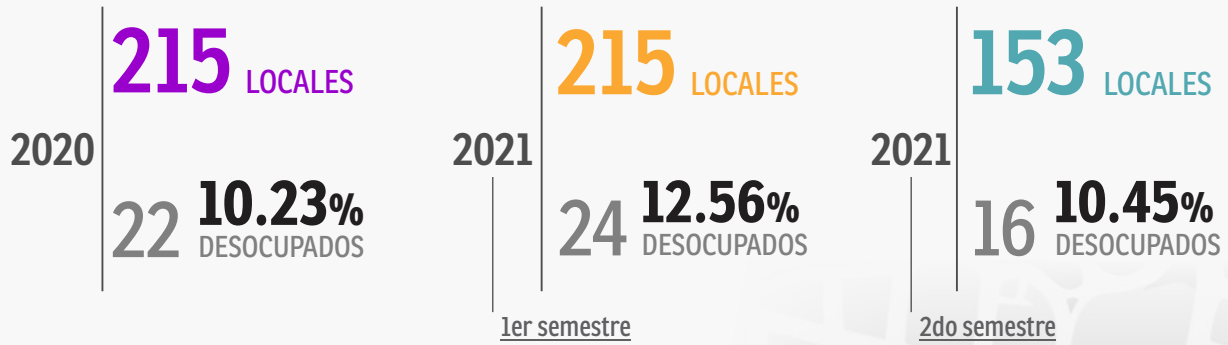 2020
215 LOCALES
22 10.23%
DESOCUPADOS
2021
1er semestre
215 LOCALES
24 12.56%
DESOCUPADOS
2021
2do semestre
153 LOCALES
16 10.45%
DESOCUPADOS